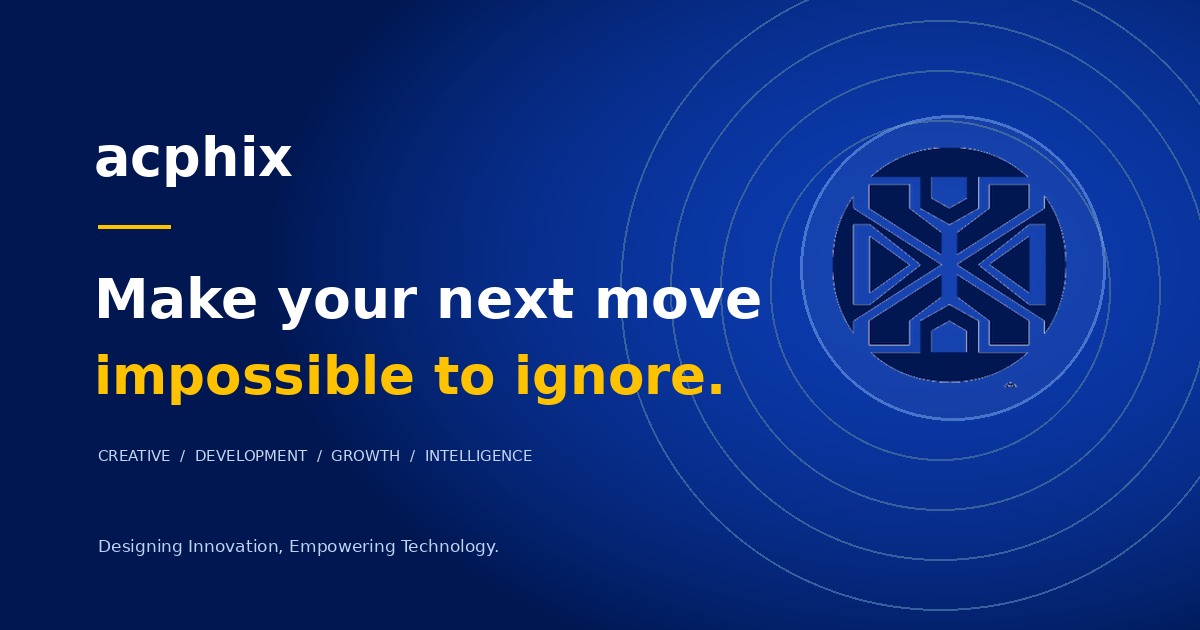 acphix
Make your next move
impossible to ignore.
CREATIVE / DEVELOPMENT / GROWTH / INTELLIGENCE
Designing Innovation, Empowering Technology.